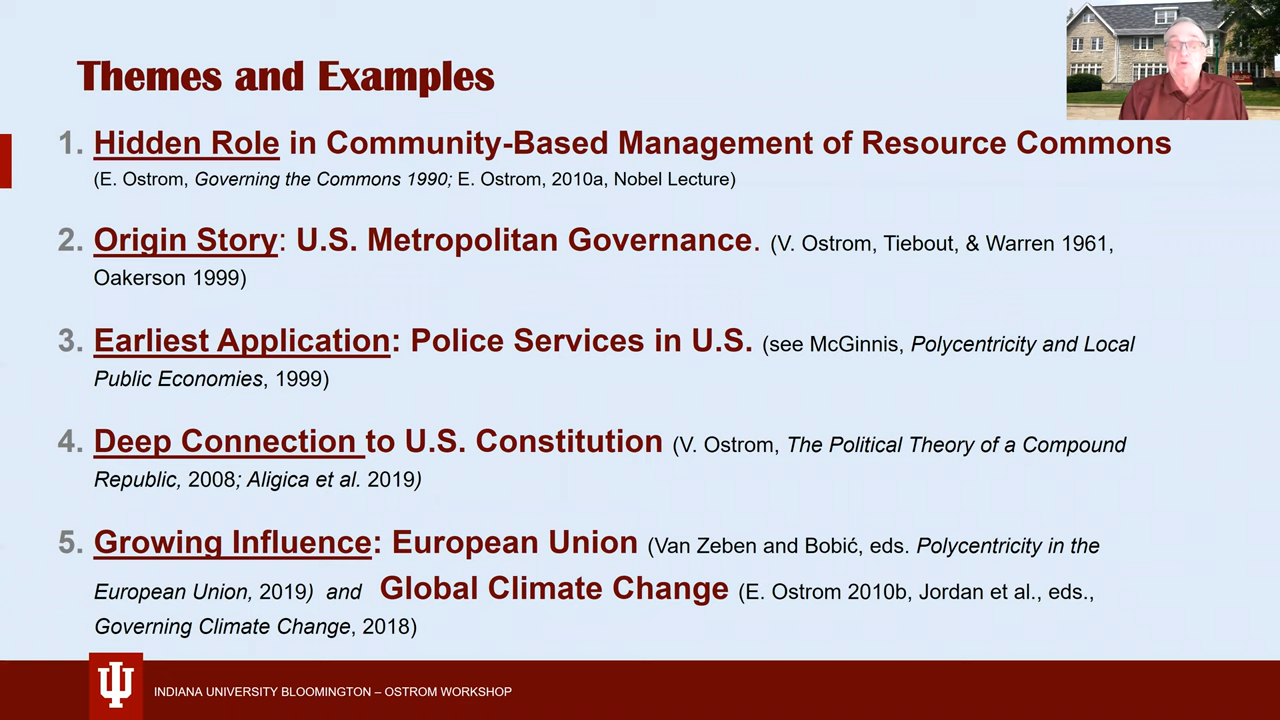 Themes and Examples
1. Hidden Role in Community-Based Management of Resource Commons
(E. Ostrom, Governing the Commons 1990; E. Ostrom, 2010a, Nobel Lecture)
2. Origin Story: U.S. Metropolitan Governance. (V. Ostrom, Tiebout, & Warren 1961,
Oakerson 1999)
3. Earliest Application: Police Services in U.S. (see McGinnis, Polycentricity and Local
Public Economies, 1999)
4. Deep Connection to U.S. Constitution (V. Ostrom, The Political Theory of a Compound
Republic, 2008; Aligica et al. 2019)
5. Growing Influence: European Union (Van Zeben and Bobić, eds. Polycentricity in the
European Union, 2019) and Global Climate Change (E. Ostrom 2010b, Jordan et al., eds.,
Governing Climate Change, 2018)
INDIANA UNIVERSITY BLOOMINGTON – OSTROM WORKSHOP